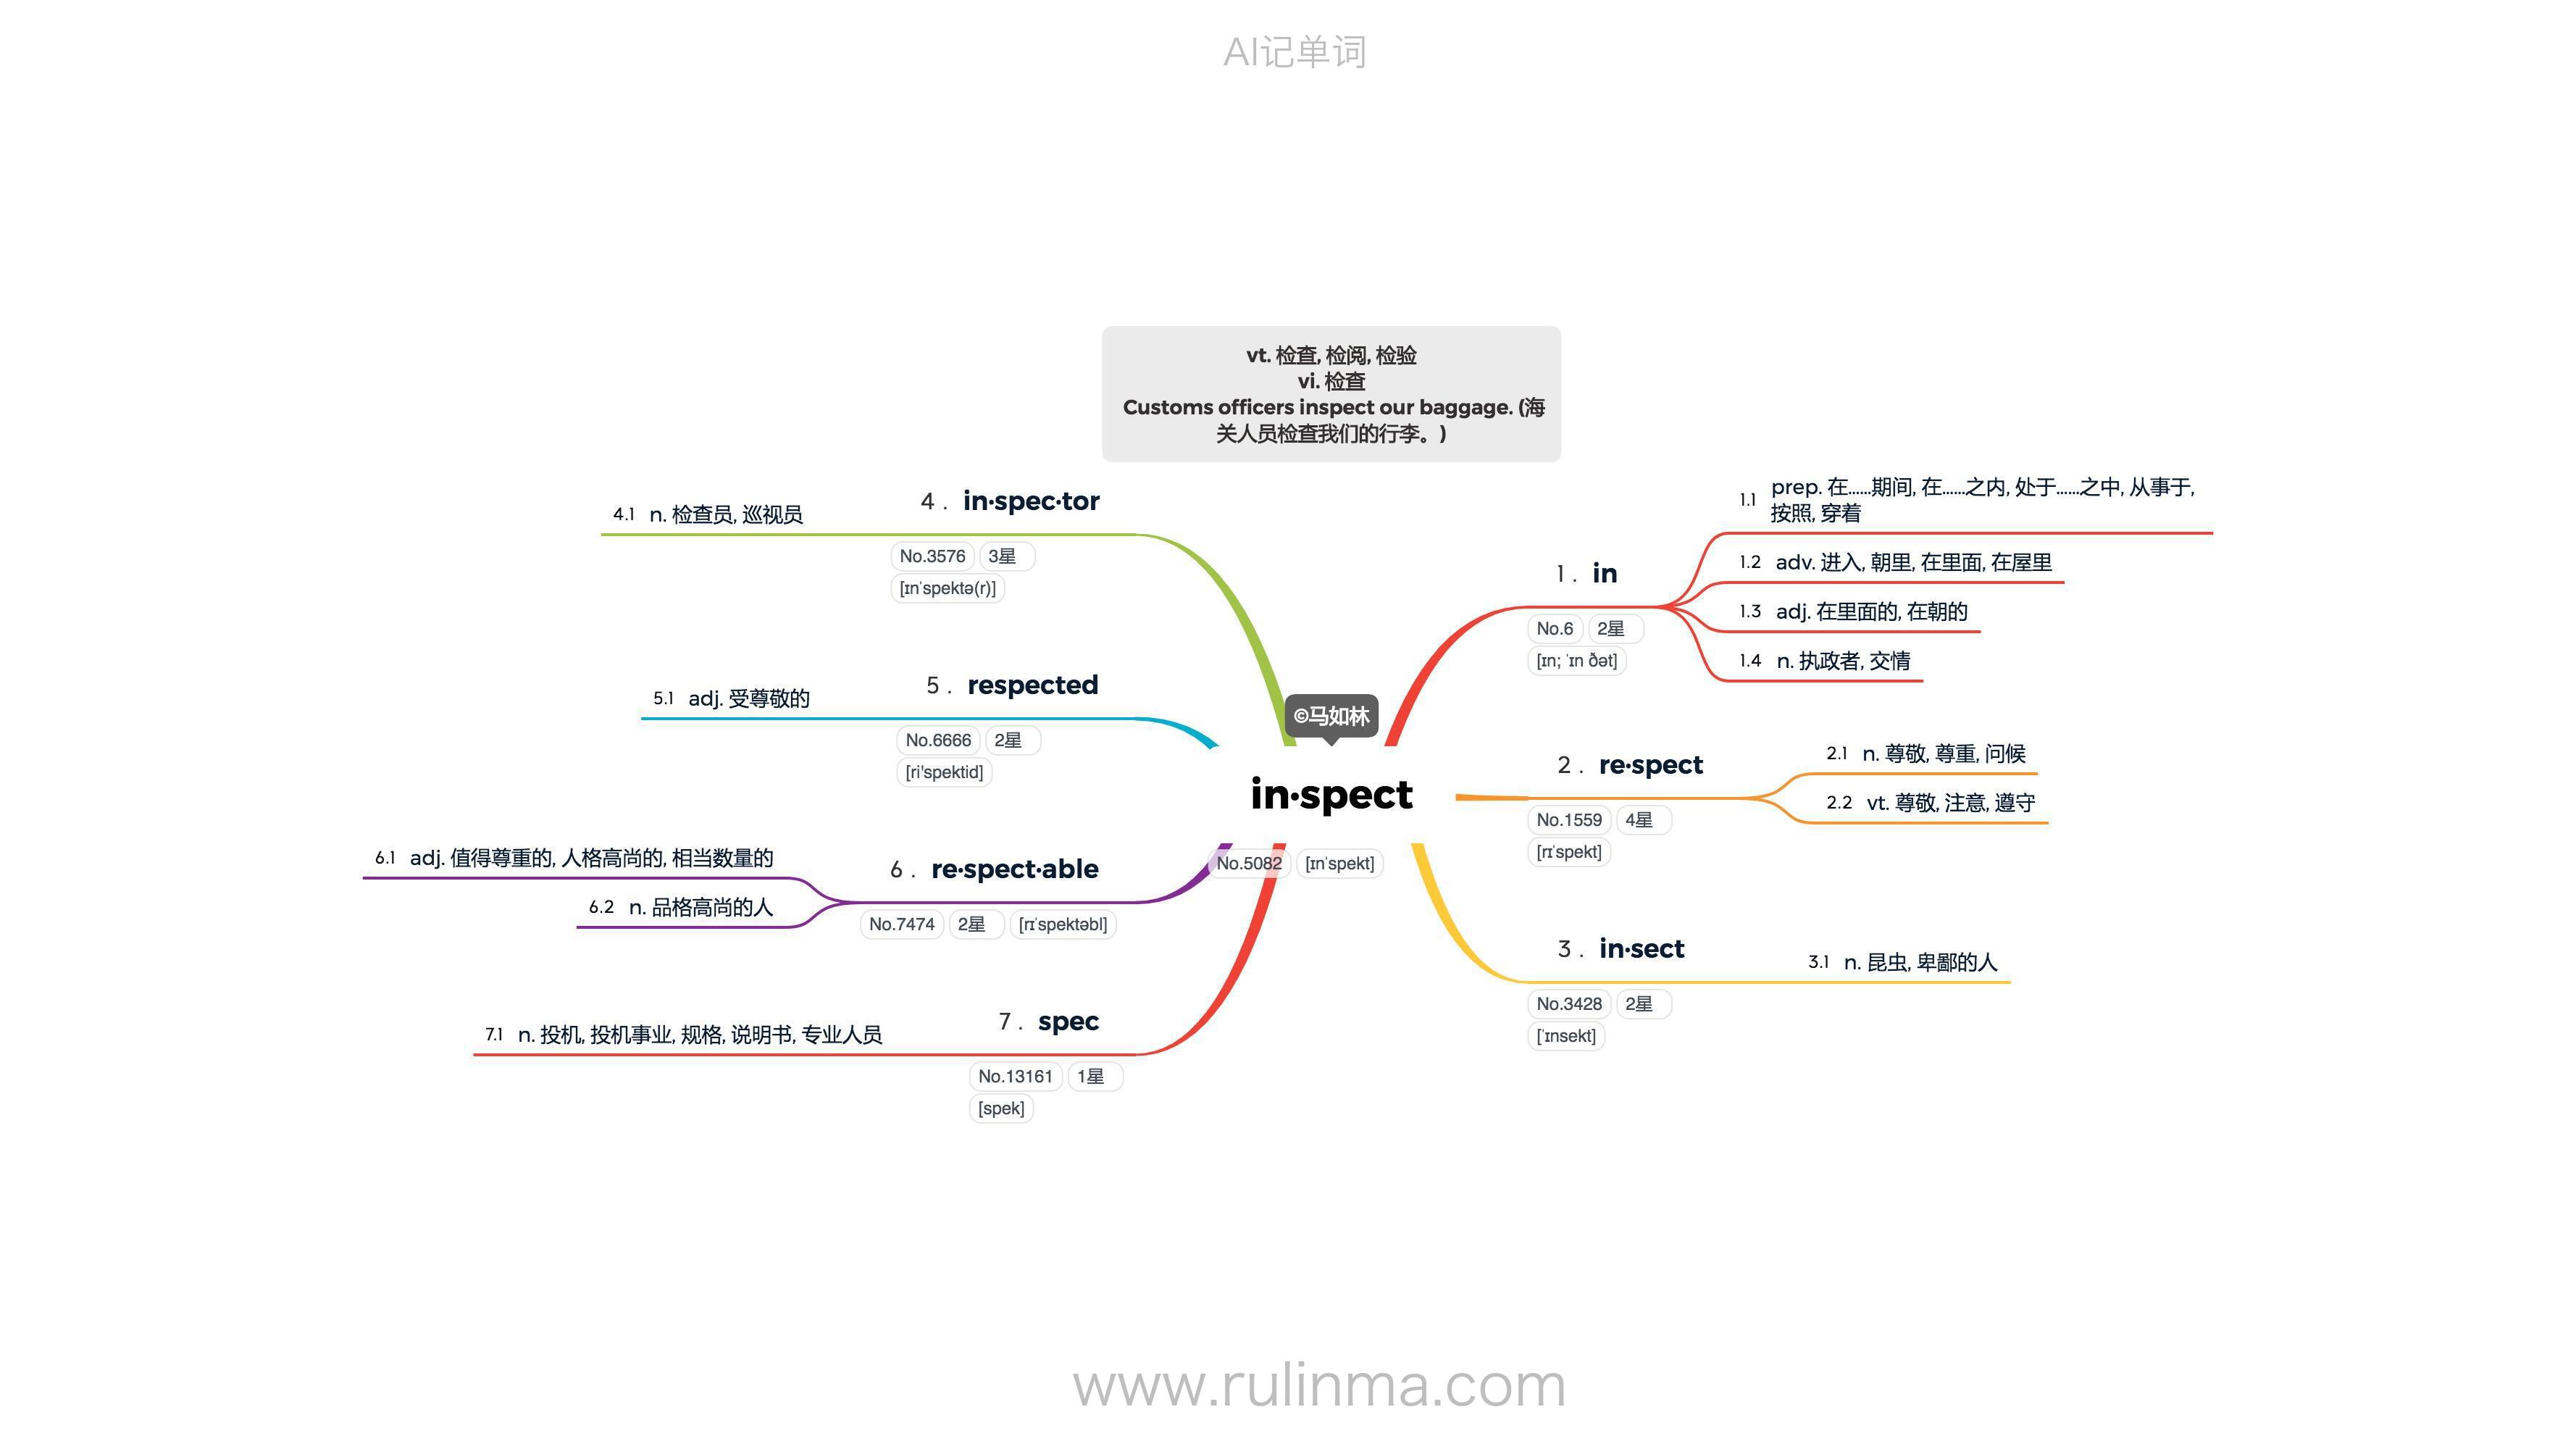 AI记单词
vt. 检查, 检阅, 检验
vi. 检查
Customs officers inspect our baggage. (海
关人员检查我们的行李。)
©马如林
in·spect
No.5082 [ɪnˈspekt]
1. in
No.6 2星
[ɪn; ˈɪn ðət]
1.1 prep. 在……期间, 在……之内, 处于……之中, 从事于,
按照, 穿着
1.2 adv. 进入, 朝里, 在里面, 在屋里
1.3 adj. 在里面的, 在朝的
1.4 n. 执政者, 交情
2. re·spect
No.1559 4星
[rɪˈspekt]
2.1 n. 尊敬, 尊重, 问候
2.2 vt. 尊敬, 注意, 遵守
3. in·sect
No.3428 2星
[ˈɪnsekt]
3.1 n. 昆虫, 卑鄙的人
4. in·spec·tor
No.3576 3星
[ɪnˈspektə(r)]
4.1 n. 检查员, 巡视员
5. respected
No.6666 2星
[ri'spektid]
5.1 adj. 受尊敬的
6. re·spect·able
No.7474 2星 [rɪˈspektəbl]
6.1 adj. 值得尊重的, 人格高尚的, 相当数量的
6.2 n. 品格高尚的人
7. spec
No.13161 1星
[spek]
7.1 n. 投机, 投机事业, 规格, 说明书, 专业人员
www.rulinma.com